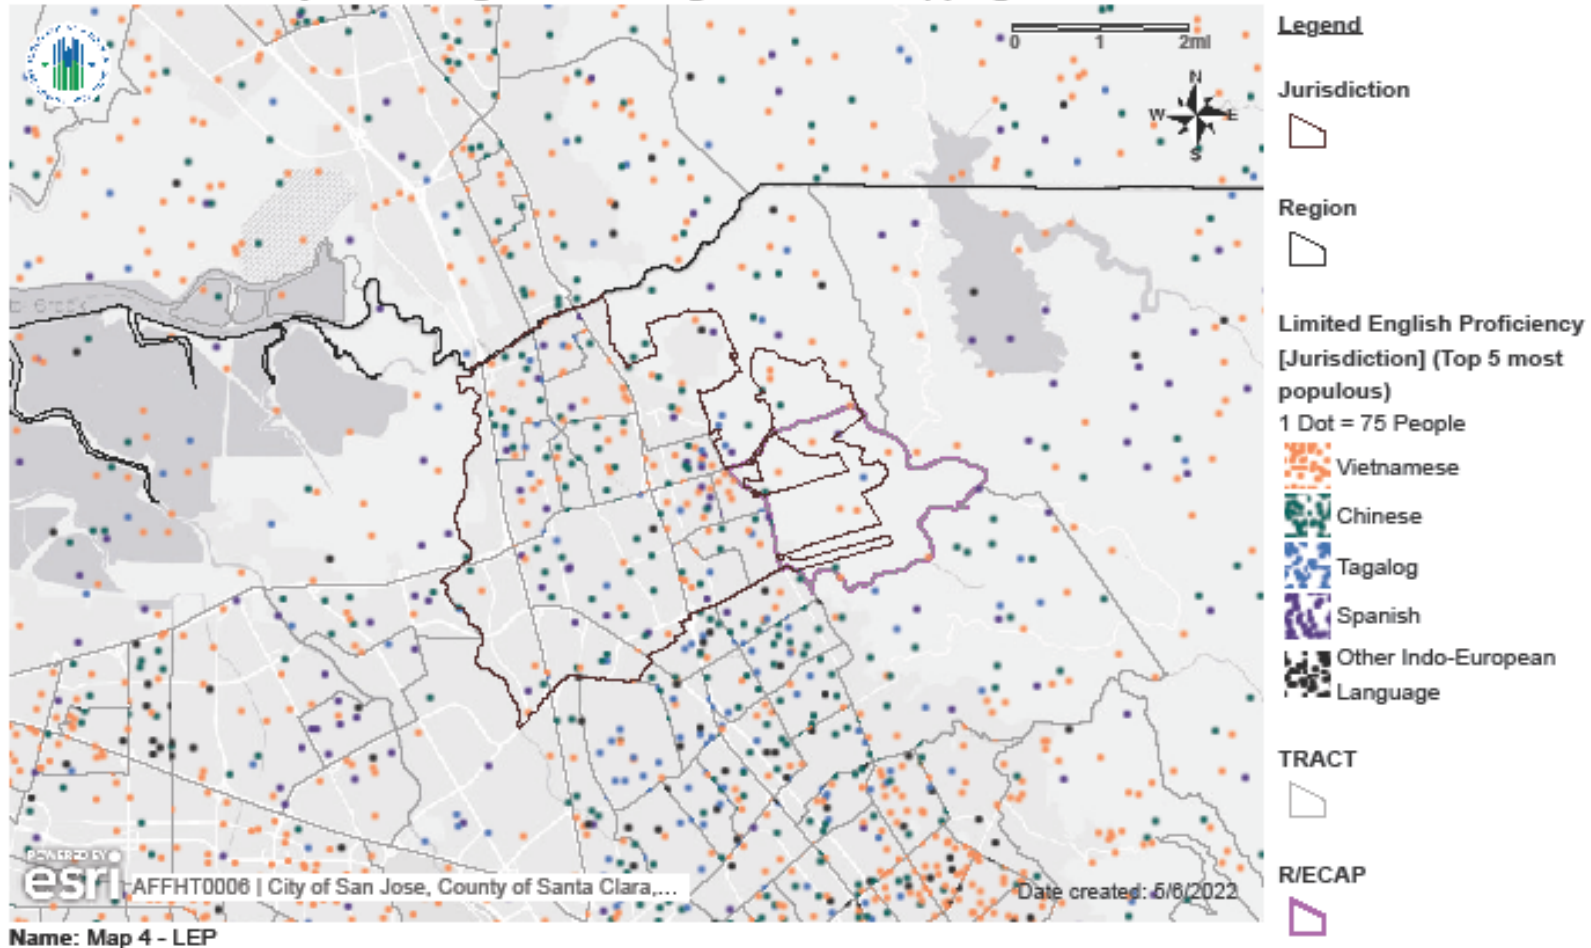 0 1 2mi
N
W E
S
POWERED BY
esri
AFFHT0006 | City of San Jose, County of Santa Clara,...
Date created: 5/6/2022
Name: Map 4 - LEP
Legend
Jurisdiction
Region
Limited English Proficiency
[Jurisdiction] (Top 5 most
populous)
1 Dot = 75 People
Vietnamese
Chinese
Tagalog
Spanish
Other Indo-European
Language
TRACT
R/ECAP